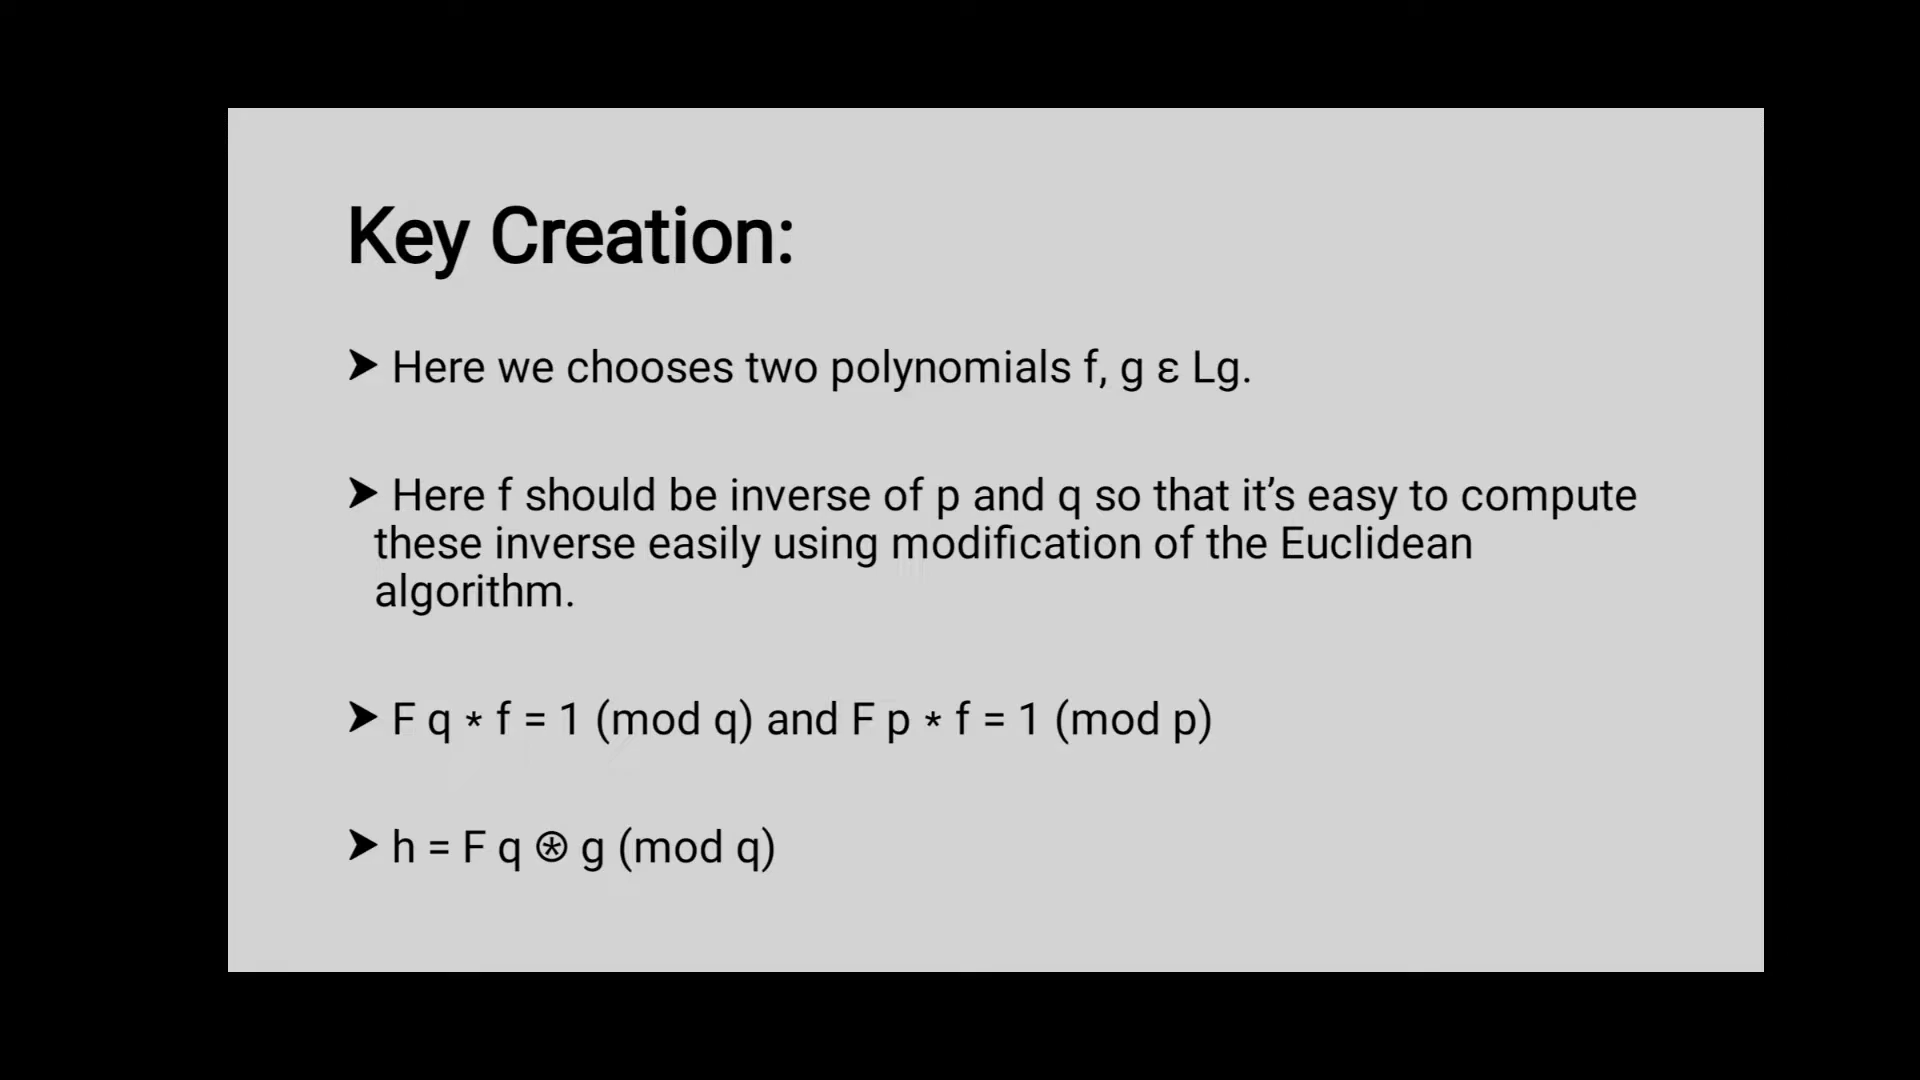 Key Creation:
➤ Here we chooses two polynomials f, g ε Lg.
➤ Here f should be inverse of p and q so that it’s easy to compute
these inverse easily using modification of the Euclidean
algorithm.
➤ F q * f = 1 (mod q) and F p * f = 1 (mod p)
➤ h = F q ⊛ g (mod q)